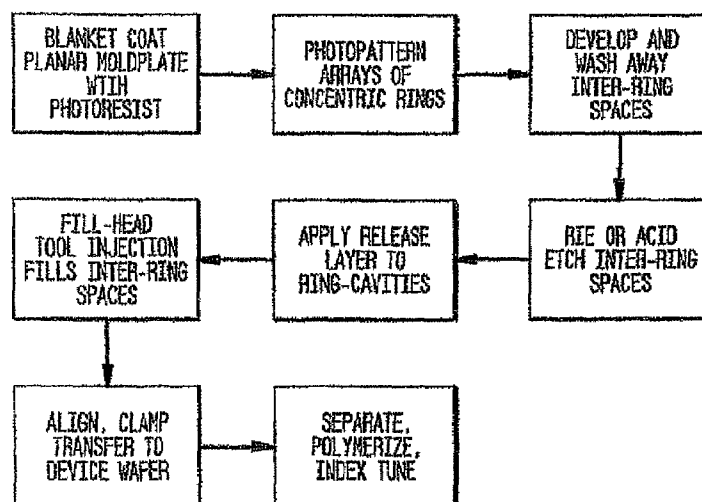 BLANKET COAT
PLANAR MOLDPLATE
WTIH
PHOTORESIST
PHOTOPATTERN
ARRAYS OF
CONCENTRIC RINGS
DEVELOP AND
WASH AWAY
INTER-RING
SPACES
RIE OR ACID
ETCH INTER-RING
SPACES
APPLY RELEASE
LAYER TO
RING-CAVITIES
FILL-HEAD
TOOL INJECTION
FILLS INTER-RING
SPACES
ALIGN, CLAMP
TRANSFER TO
DEVICE WAFER
SEPARATE,
POLYMERIZE,
INDEX TUNE